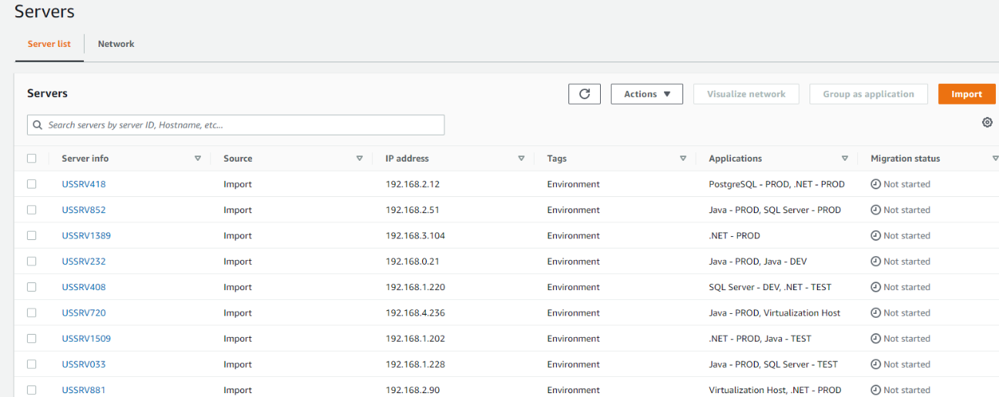 Servers
Server list Network
Servers Actions Visualize network Group as application Import
Search servers by server ID, Hostname, etc...
Server info Source IP address Tags Applications Migration status
USSRV418 Import 192.168.2.12 Environment PostgreSQL - PROD, .NET - PROD Not started
USSRV852 Import 192.168.2.51 Environment Java - PROD, SQL Server - PROD Not started
USSRV1389 Import 192.168.3.104 Environment .NET - PROD Not started
USSRV232 Import 192.168.0.21 Environment Java - PROD, Java - DEV Not started
USSRV408 Import 192.168.1.220 Environment SQL Server - DEV, .NET - TEST Not started
USSRV720 Import 192.168.4.236 Environment Java - PROD, Virtualization Host Not started
USSRV1509 Import 192.168.1.202 Environment .NET - PROD, Java - TEST Not started
USSRV033 Import 192.168.1.228 Environment Java - PROD, SQL Server - TEST Not started
USSRV881 Import 192.168.2.90 Environment Virtualization Host, .NET - PROD Not started